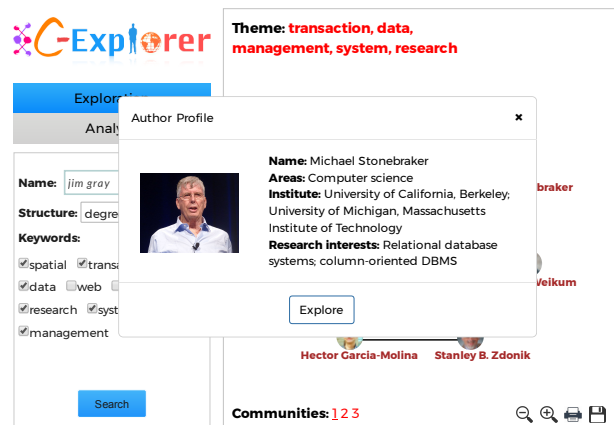 C-Explorer
Theme: transaction, data,
management, system, research
Analy
Author Profile
Name: jim gray
Structure: degre
Keywords:
spatial transa
data web
research syst
management
Search
Name: Michael Stonebraker
Areas: Computer science
Institute: University of California, Berkeley;
University of Michigan, Massachusetts
Institute of Technology
Research interests: Relational database
systems; column-oriented DBMS
Explore
braker
Weikum
Hector Garcia-Molina Stanley B. Zdonik
Communities: 1 2 3